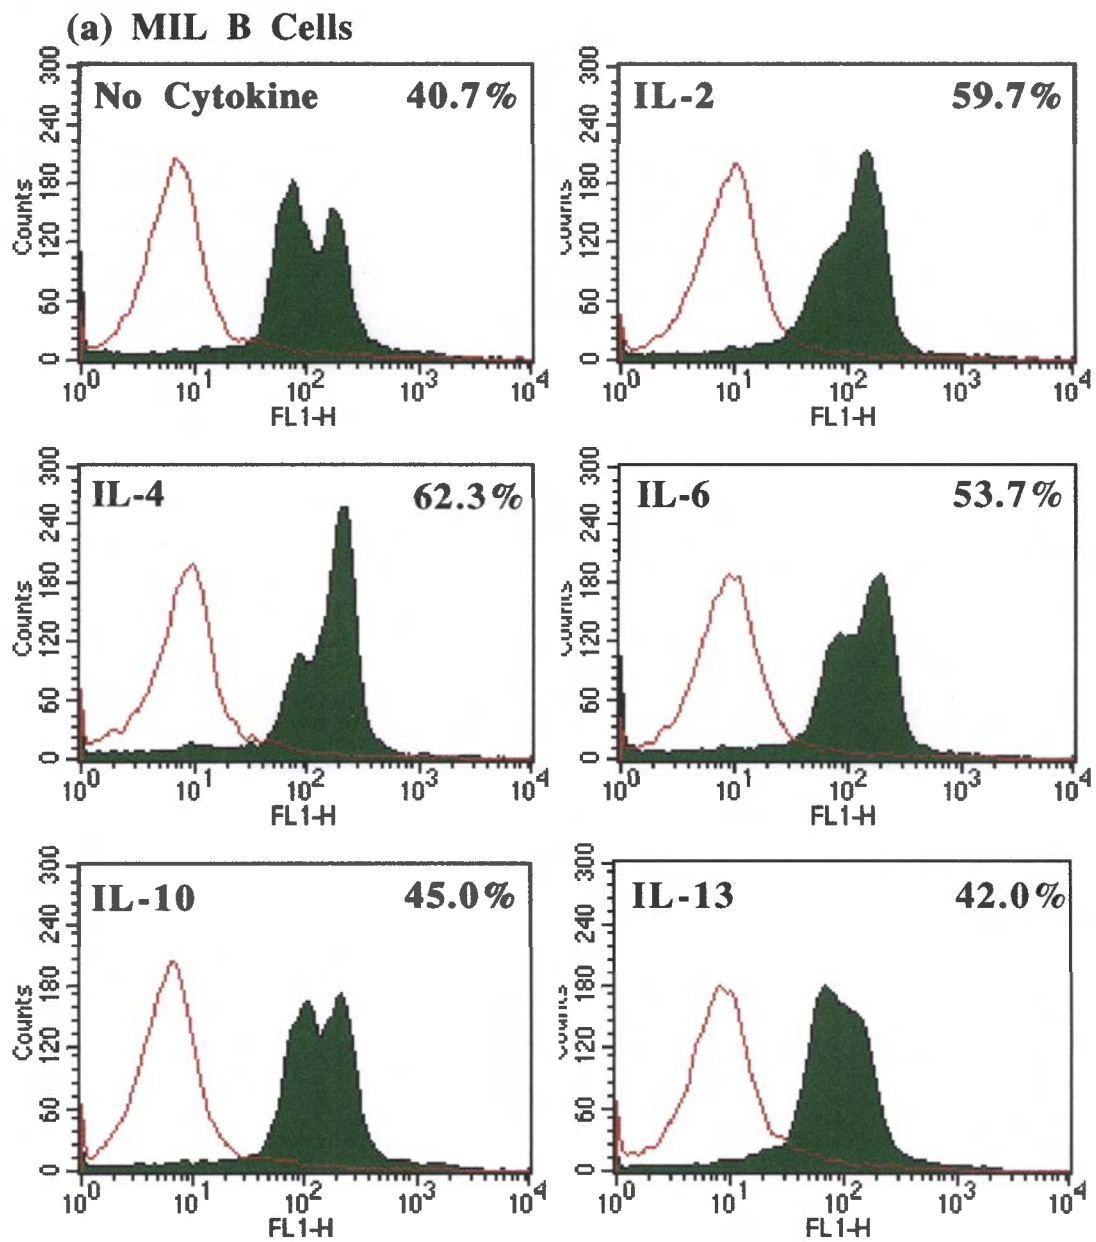 (a) MIL B Cells
No Cytokine 40.7%
300
240
180
120
60
0
Counts
10⁰ 10¹ 10² 10³ 10⁴
FL1-H
IL-2 59.7%
300
240
180
120
60
0
Counts
10⁰ 10¹ 10² 10³ 10⁴
FL1-H
IL-4 62.3%
300
240
180
120
60
0
Counts
10⁰ 10¹ 10² 10³ 10⁴
FL1-H
IL-6 53.7%
300
240
180
120
60
0
Counts
10⁰ 10¹ 10² 10³ 10⁴
FL1-H
IL-10 45.0%
300
240
180
120
60
0
Counts
10⁰ 10¹ 10² 10³ 10⁴
FL1-H
IL-13 42.0%
300
240
180
120
60
0
Counts
10⁰ 10¹ 10² 10³ 10⁴
FL1-H